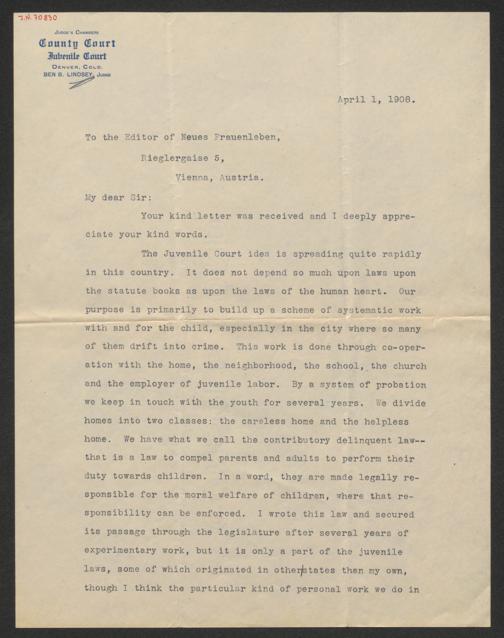 I.N. 70830
JUDGE'S CHAMBERS
County Court
Juvenile Court
DENVER, COLO.
BEN B. LINDSEY, JUDGE
April 1, 1908.
To the Editor of Neues Frauenleben,
Rieglergaise 5,
Vienna, Austria.
My dear Sir:
Your kind letter was received and I deeply appre-
ciate your kind words.
The Juvenile Court idea is spreading quite rapidly
in this country. It does not depend so much upon laws upon
the statute books as upon the laws of the human heart. Our
purpose is primarily to build up a scheme of systematic work
with and for the child, especially in the city where so many
of them drift into crime. This work is done through co-oper-
ation with the home, the neighborhood, the school, the church
and the employer of juvenile labor. By a system of probation
we keep in touch with the youth for several years. We divide
homes into two classes: the careless home and the helpless
home. We have what we call the contributory delinquent law--
that is a law to compel parents and adults to perform their
duty towards children. In a word, they are made legally re-
sponsible for the moral welfare of children, where that re-
sponsibility can be enforced. I wrote this law and secured
its passage through the legislature after several years of
experimentary work, but it is only a part of the juvenile
laws, some of which originated in other|states than my own,
though I think the particular kind of personal work we do in